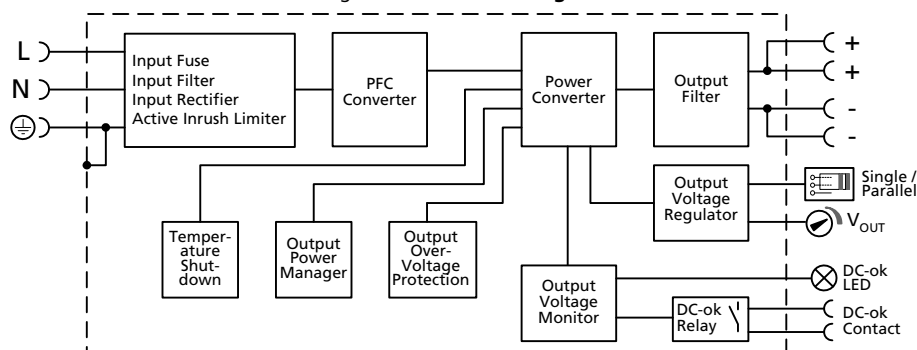 L
N
Input Fuse
Input Filter
Input Rectifier
Active Inrush Limiter
PFC
Converter
Power
Converter
Output
Filter
+
+
-
-
Output
Voltage
Regulator
Single /
Parallel
VOUT
Temper-
ature
Shut-
down
Output
Power
Manager
Output
Over-
Voltage
Protection
Output
Voltage
Monitor
DC-ok
Relay
DC-ok
LED
DC-ok
Contact